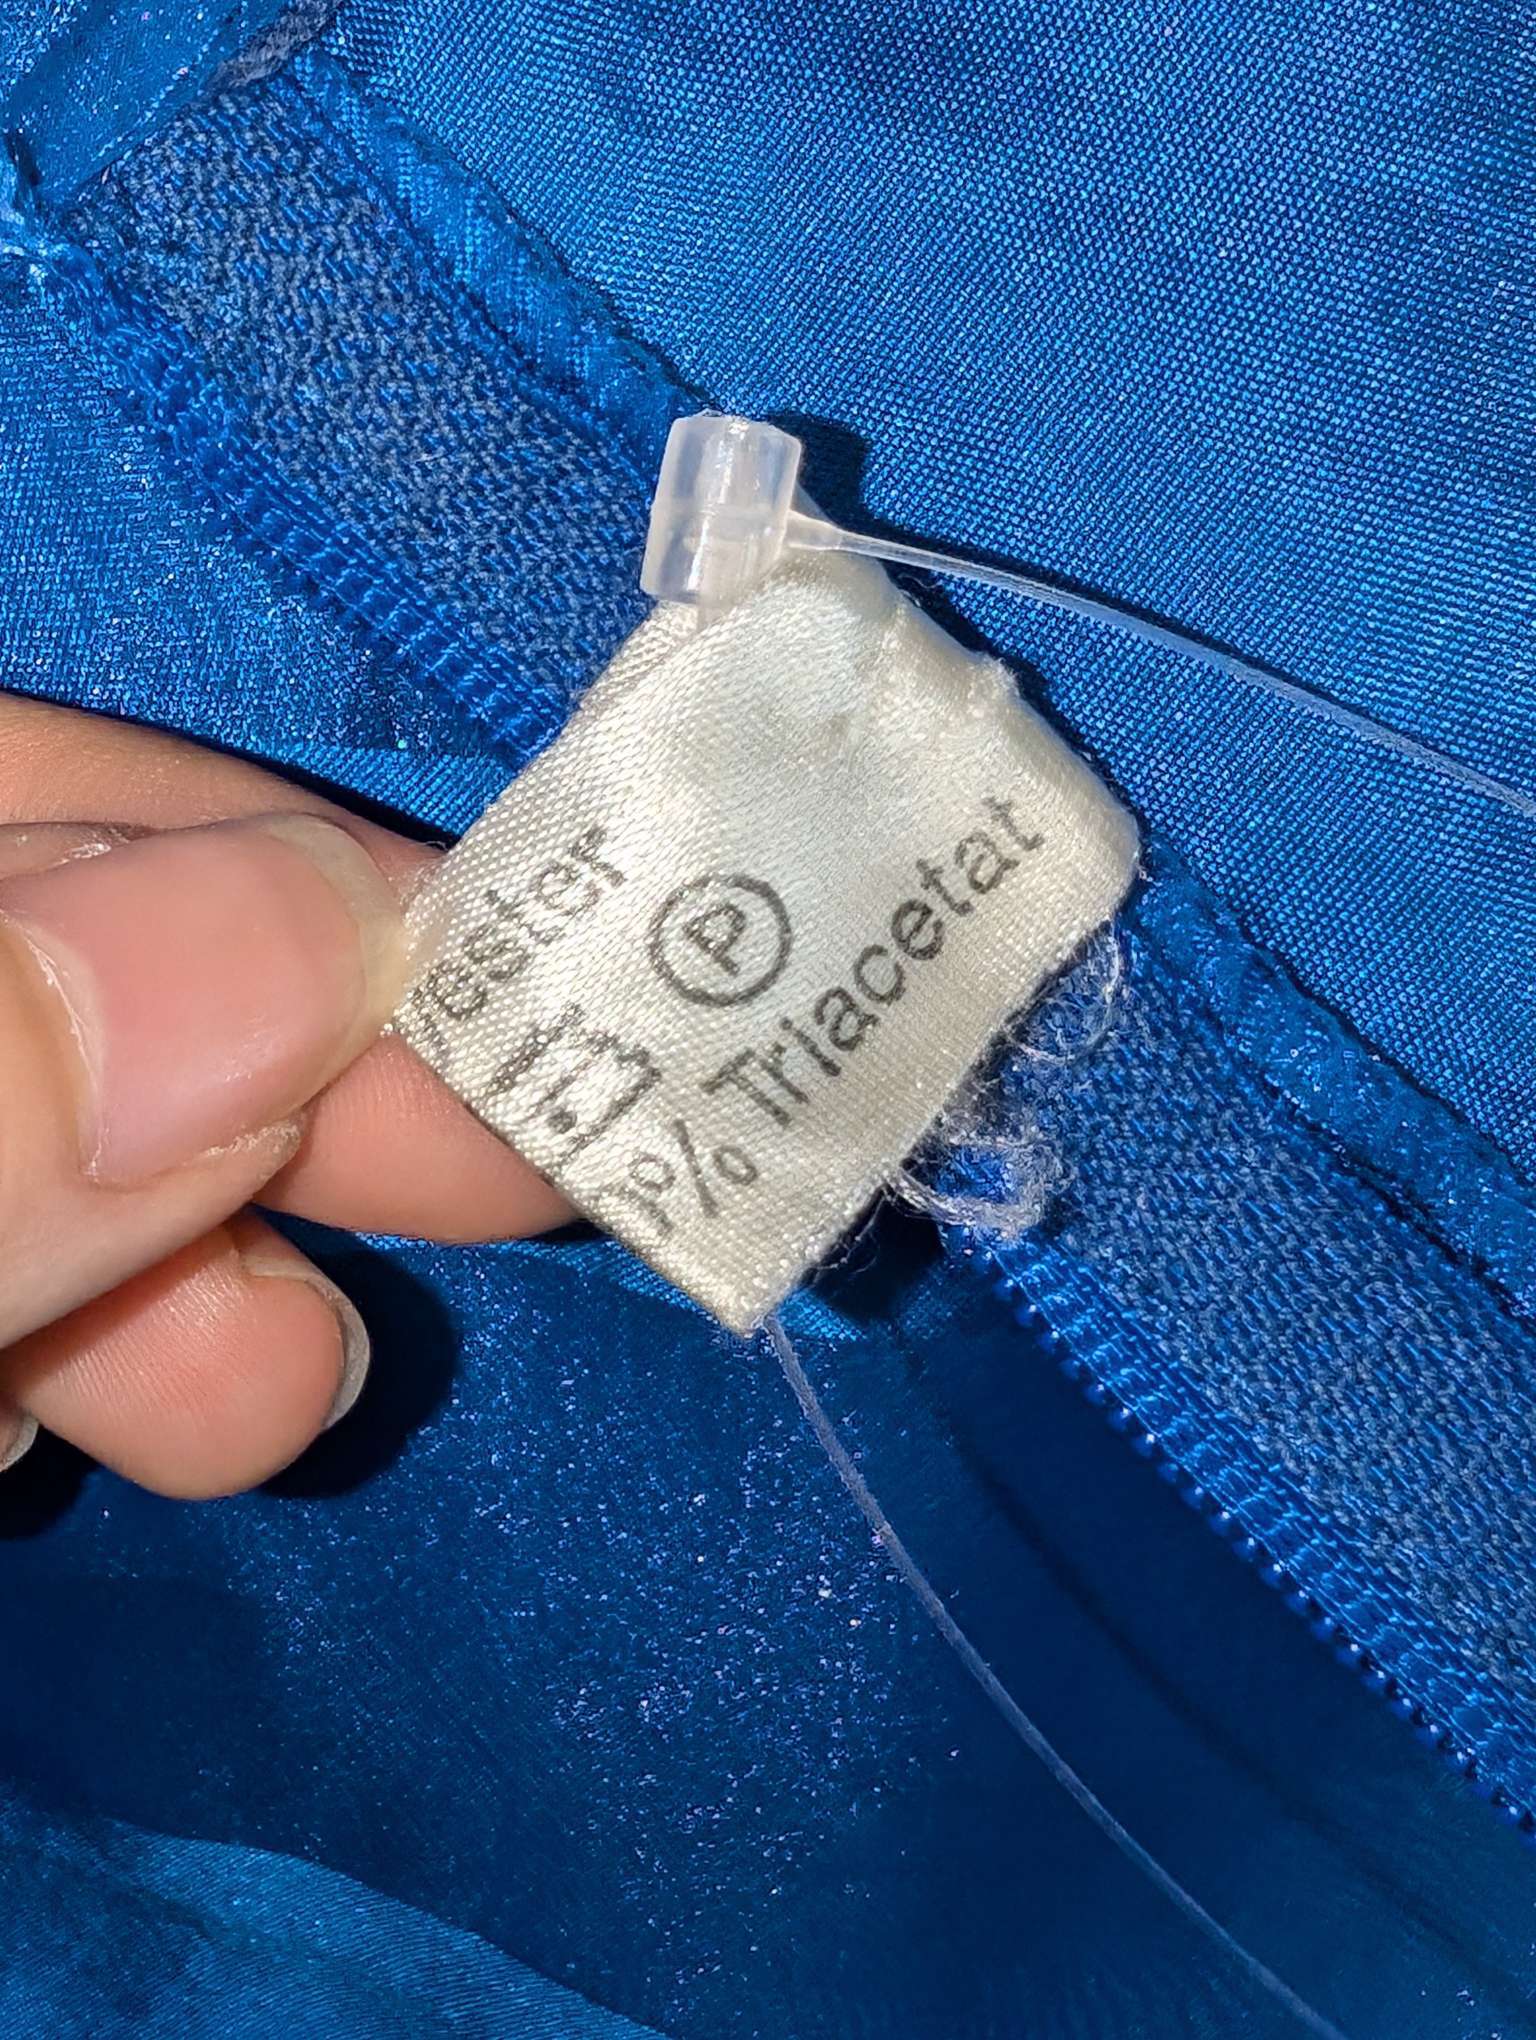 ester
P
% Triacetat